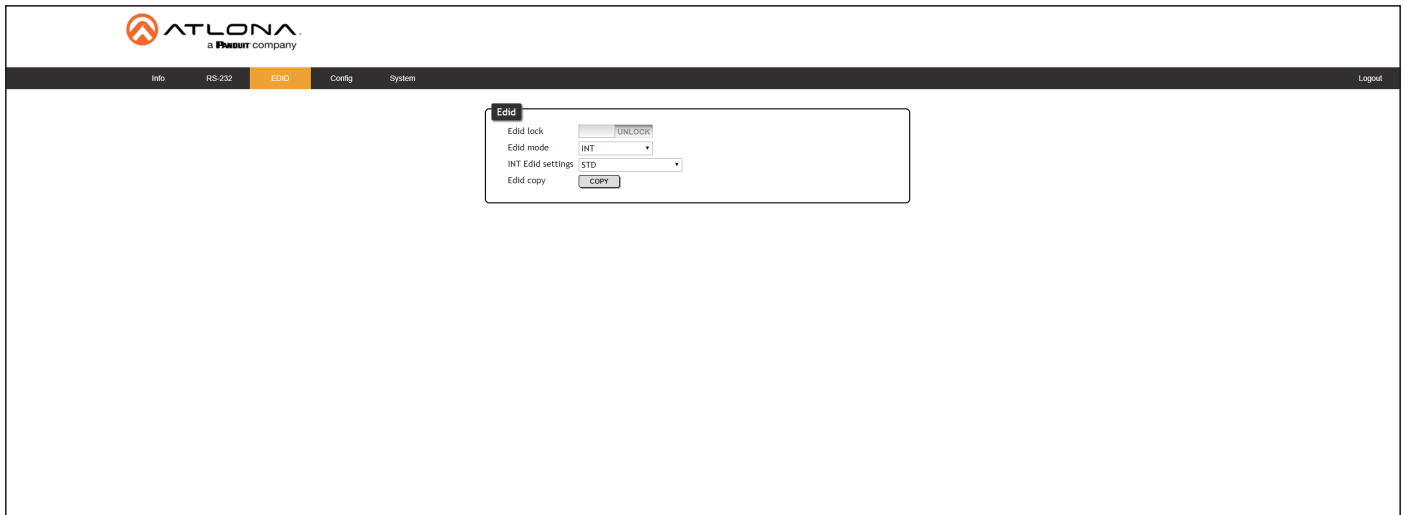 ATLONA.
a PANDUIT company
Info RS-232 EDID Config System Logout
Edid
Edid lock UNLOCK
Edid mode INT
INT Edid settings STD
Edid copy COPY